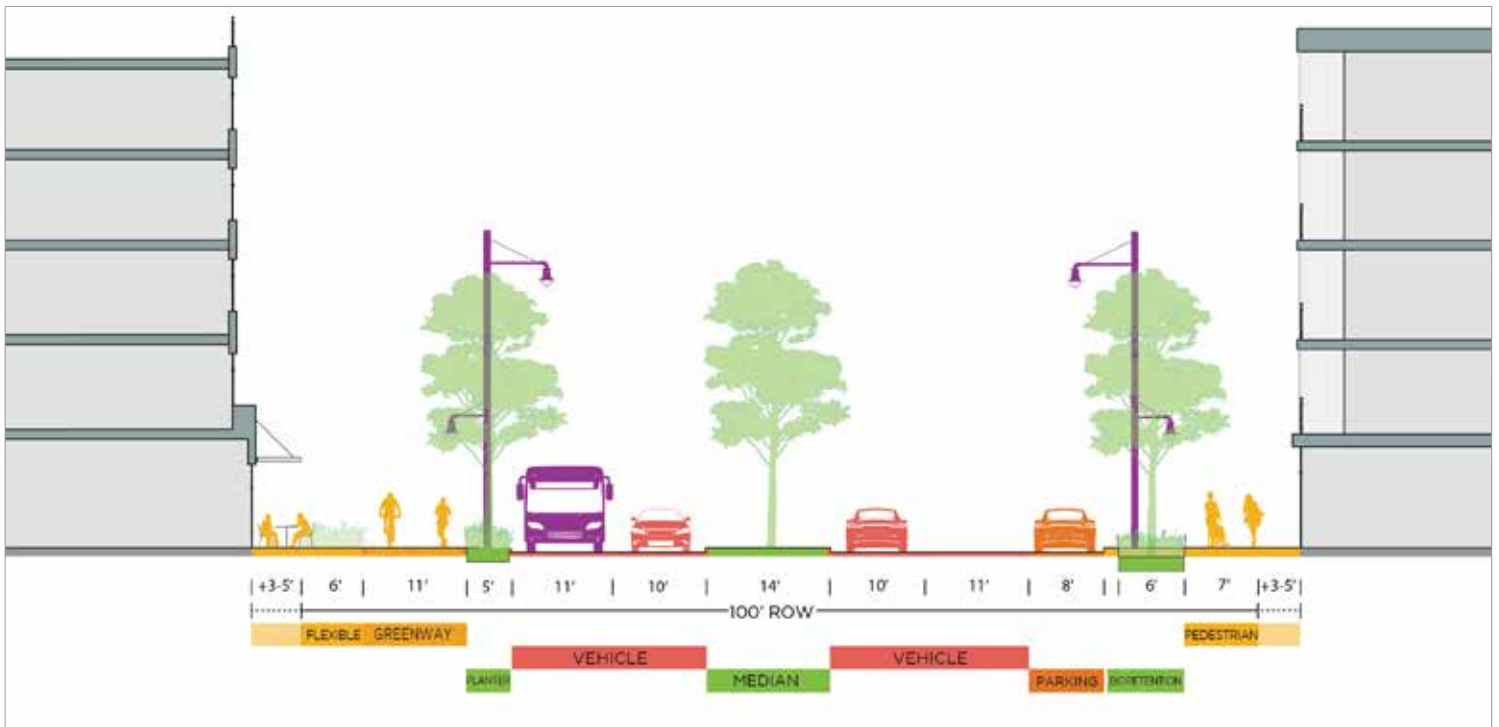 +3-5' 6' 11' 5' 11' 10' 14' 10' 11' 8' 6' 7' +3-5'
100' ROW
FLEXIBLE GREENWAY PEDESTRIAN
VEHICLE VEHICLE
PLANTER MEDIAN PARKING BIORETENTION